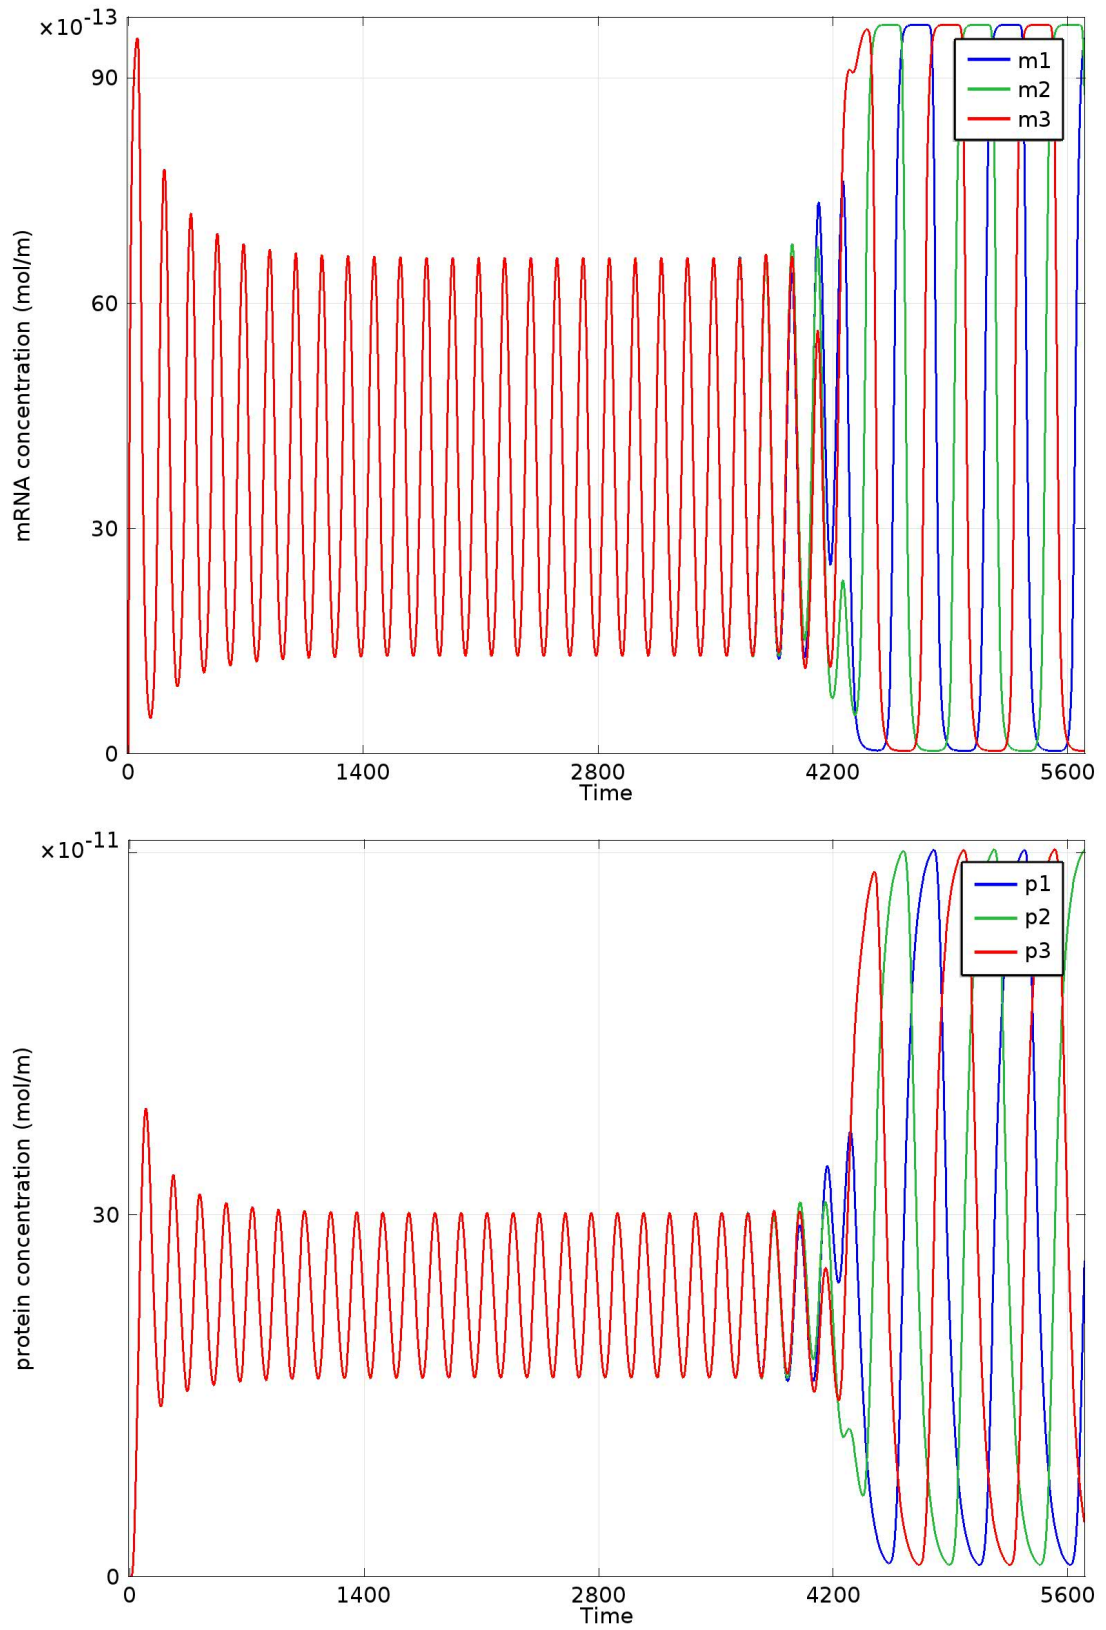 ×10-13
90
60
30
0
mRNA concentration (mol/m)
m1
m2
m3
0 1400 2800 4200 5600
Time
×10-11
30
0
protein concentration (mol/m)
p1
p2
p3
0 1400 2800 4200 5600
Time